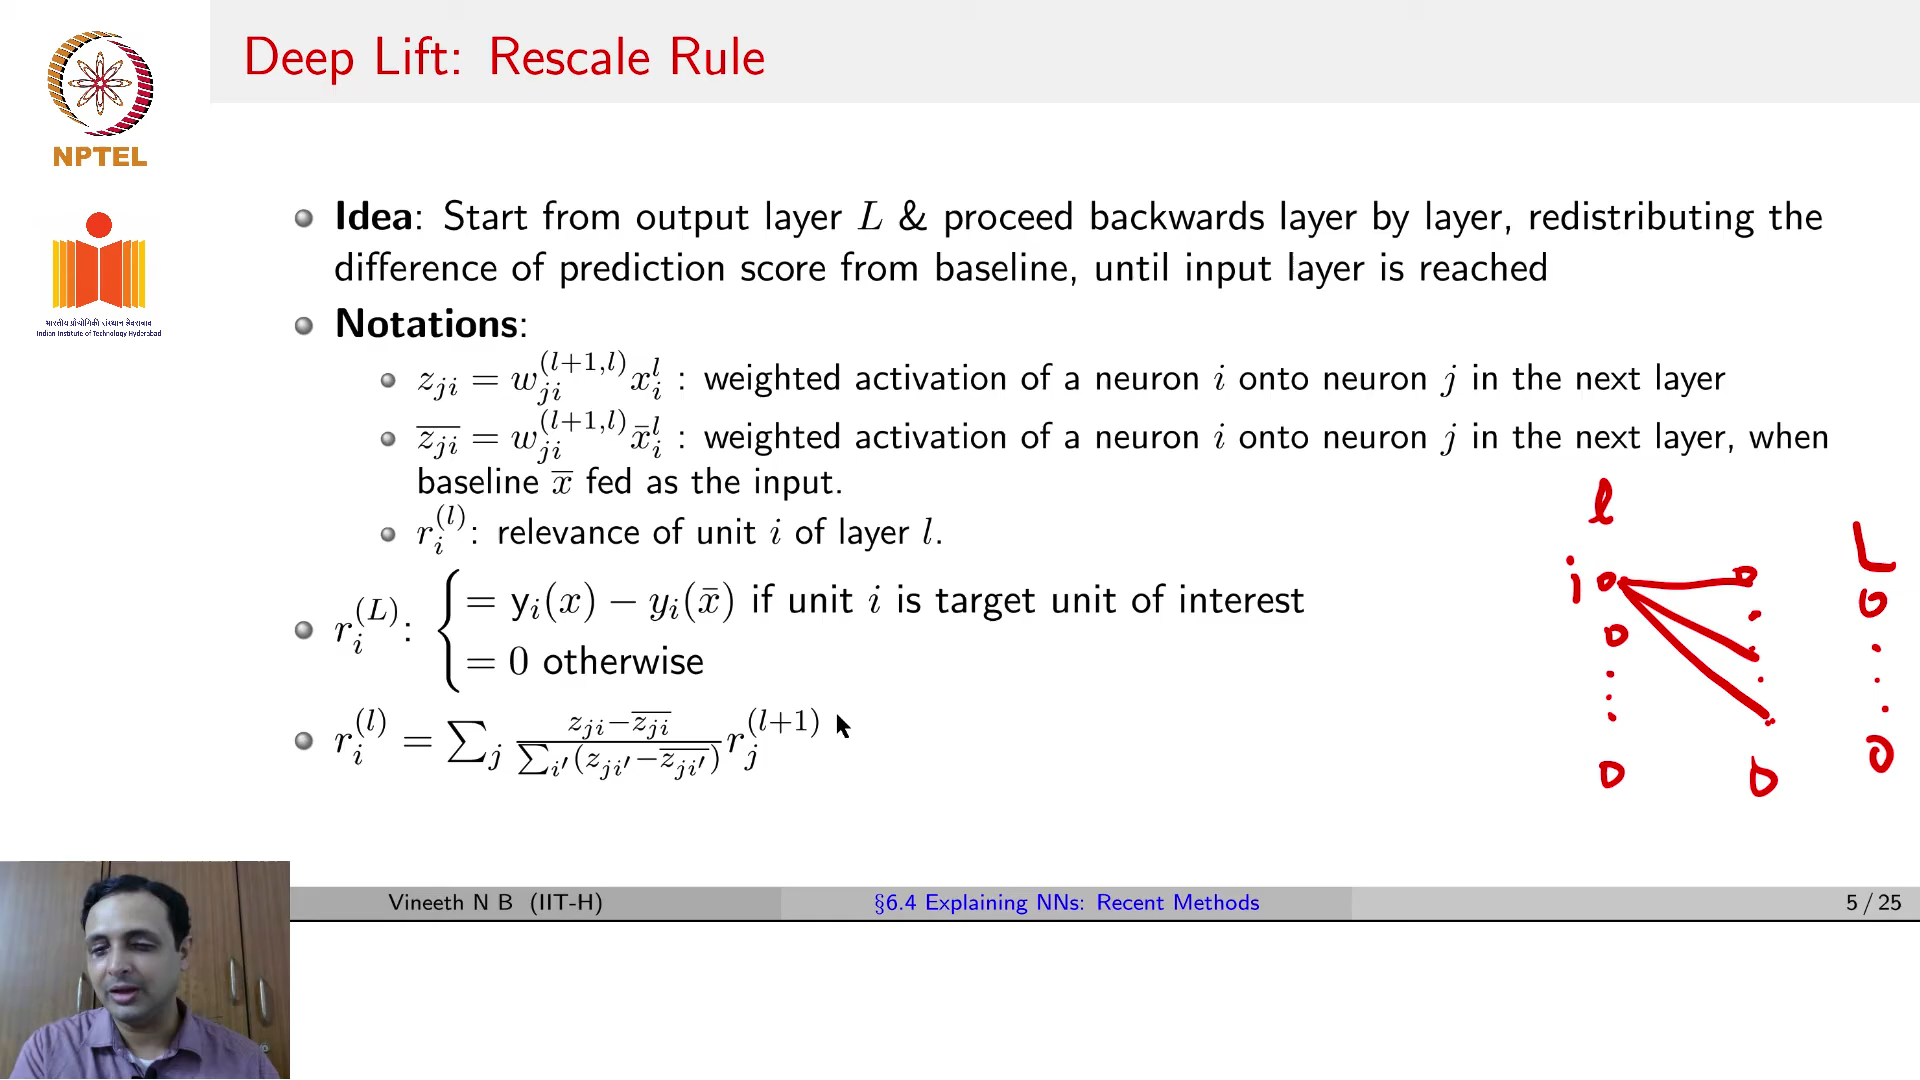 Deep Lift: Rescale Rule
NPTEL
भारतीय प्रौद्योगिकी संस्थान हैदराबाद
Indian Institute of Technology Hyderabad
Idea: Start from output layer L & proceed backwards layer by layer, redistributing the
difference of prediction score from baseline, until input layer is reached
Notations:
z_{ji} = w_{ji}^{(l+1,l)} x_i^l : weighted activation of a neuron i onto neuron j in the next layer
\overline{z_{ji}} = w_{ji}^{(l+1,l)} \bar{x}_i^l : weighted activation of a neuron i onto neuron j in the next layer, when
baseline \overline{x} fed as the input.
r_i^{(l)}: relevance of unit i of layer l.
r_i^{(L)}: { = y_i(x) − y_i(\bar{x}) if unit i is target unit of interest
= 0 otherwise
r_i^{(l)} = \sum_j \frac{z_{ji} − \overline{z_{ji}}}{\sum_{i'} (z_{ji'} − \overline{z_{ji'}})} r_j^{(l+1)}
l
L
i
Vineeth N B (IIT-H)
§6.4 Explaining NNs: Recent Methods
5 / 25